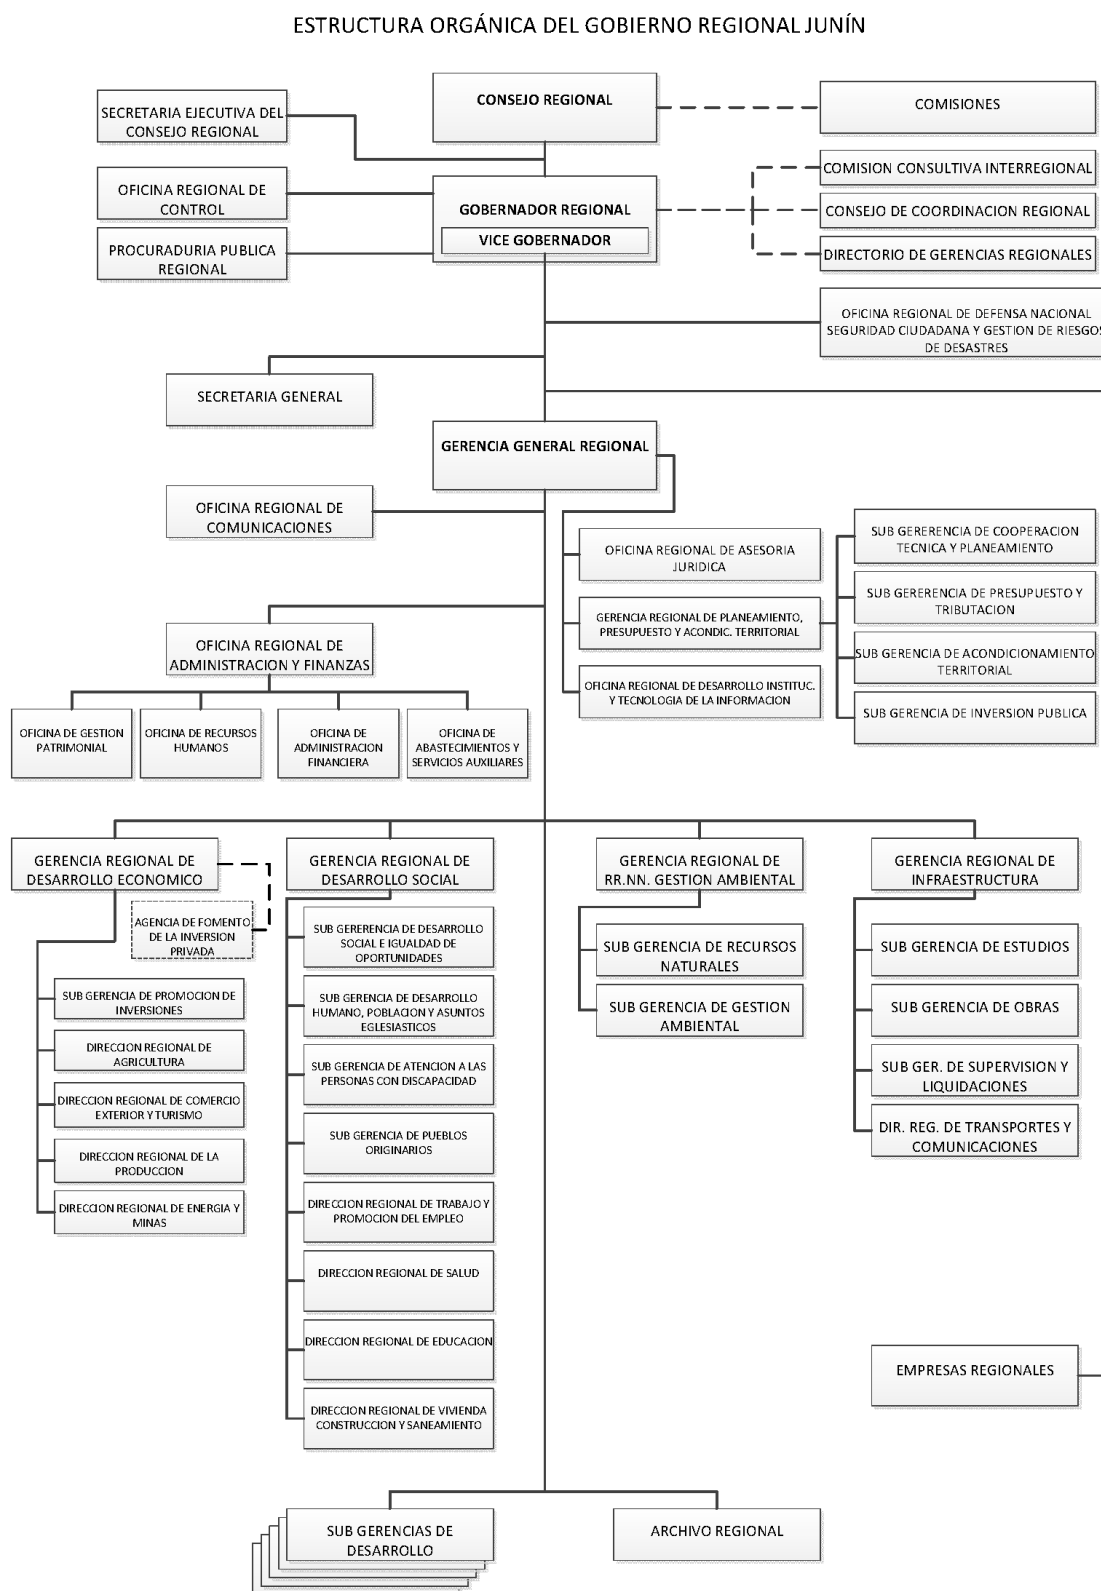 ESTRUCTURA ORGÁNICA DEL GOBIERNO REGIONAL JUNÍN
CONSEJO REGIONAL
COMISIONES
SECRETARIA EJECUTIVA DEL
CONSEJO REGIONAL
COMISION CONSULTIVA INTERREGIONAL
OFICINA REGIONAL DE
CONTROL
GOBERNADOR REGIONAL
CONSEJO DE COORDINACION REGIONAL
VICE GOBERNADOR
PROCURADURIA PUBLICA
REGIONAL
DIRECTORIO DE GERENCIAS REGIONALES
OFICINA REGIONAL DE DEFENSA NACIONAL
SEGURIDAD CIUDADANA Y GESTION DE RIESGOS
DE DESASTRES
SECRETARIA GENERAL
GERENCIA GENERAL REGIONAL
OFICINA REGIONAL DE
COMUNICACIONES
OFICINA REGIONAL DE ASESORIA
JURIDICA
SUB GERERENCIA DE COOPERACION
TECNICA Y PLANEAMIENTO
GERENCIA REGIONAL DE PLANEAMIENTO,
PRESUPUESTO Y ACONDIC. TERRITORIAL
SUB GERERENCIA DE PRESUPUESTO Y
TRIBUTACION
OFICINA REGIONAL DE
ADMINISTRACION Y FINANZAS
SUB GERENCIA DE ACONDICIONAMIENTO
TERRITORIAL
OFICINA REGIONAL DE DESARROLLO INSTITUC.
Y TECNOLOGIA DE LA INFORMACION
SUB GERENCIA DE INVERSION PUBLICA
OFICINA DE GESTION
PATRIMONIAL
OFICINA DE RECURSOS
HUMANOS
OFICINA DE
ADMINISTRACION
FINANCIERA
OFICINA DE
ABASTECIMIENTOS Y
SERVICIOS AUXILIARES
GERENCIA REGIONAL DE
DESARROLLO ECONOMICO
GERENCIA REGIONAL DE
DESARROLLO SOCIAL
GERENCIA REGIONAL DE
RR.NN. GESTION AMBIENTAL
GERENCIA REGIONAL DE
INFRAESTRUCTURA
AGENCIA DE FOMENTO
DE LA INVERSION
PRIVADA
SUB GERENCIA DE PROMOCION DE
INVERSIONES
DIRECCION REGIONAL DE
AGRICULTURA
DIRECCION REGIONAL DE COMERCIO
EXTERIOR Y TURISMO
DIRECCION REGIONAL DE LA
PRODUCCION
DIRECCION REGIONAL DE ENERGIA Y
MINAS
SUB GERERENCIA DE DESARROLLO
SOCIAL E IGUALDAD DE
OPORTUNIDADES
SUB GERENCIA DE DESARROLLO
HUMANO, POBLACION Y ASUNTOS
EGLESIASTICOS
SUB GERENCIA DE ATENCION A LAS
PERSONAS CON DISCAPACIDAD
SUB GERENCIA DE PUEBLOS
ORIGINARIOS
DIRECCION REGIONAL DE TRABAJO Y
PROMOCION DEL EMPLEO
DIRECCION REGIONAL DE SALUD
DIRECCION REGIONAL DE EDUCACION
DIRECCION REGIONAL DE VIVIENDA
CONSTRUCCION Y SANEAMIENTO
SUB GERENCIA DE RECURSOS
NATURALES
SUB GERENCIA DE GESTION
AMBIENTAL
SUB GERENCIA DE ESTUDIOS
SUB GERENCIA DE OBRAS
SUB GER. DE SUPERVISION Y
LIQUIDACIONES
DIR. REG. DE TRANSPORTES Y
COMUNICACIONES
EMPRESAS REGIONALES
SUB GERENCIAS DE
DESARROLLO
ARCHIVO REGIONAL